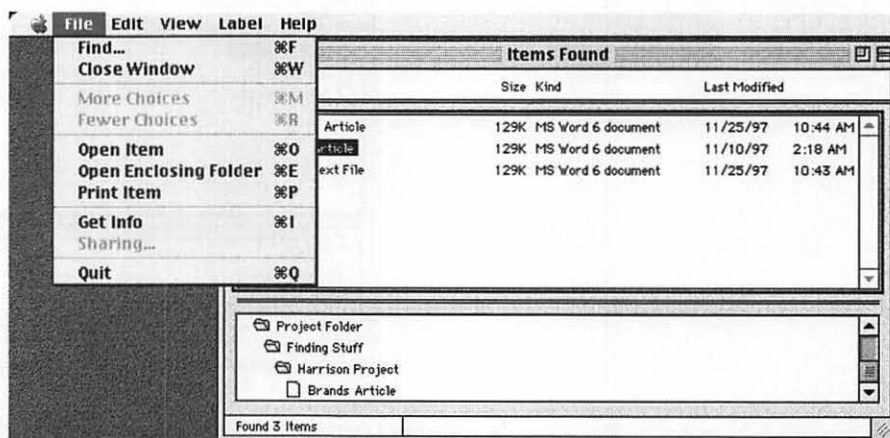 File Edit View Label Help
Find... ⌘F
Close Window ⌘W
More Choices ⌘M
Fewer Choices ⌘R
Open Item ⌘O
Open Enclosing Folder ⌘E
Print Item ⌘P
Get Info ⌘I
Sharing...
Quit ⌘Q
Items Found
Size Kind Last Modified
Article 129K MS Word 6 document 11/25/97 10:44 AM
rticle 129K MS Word 6 document 11/10/97 2:18 AM
ext File 129K MS Word 6 document 11/25/97 10:43 AM
Project Folder
Finding Stuff
Harrison Project
Brands Article
Found 3 Items